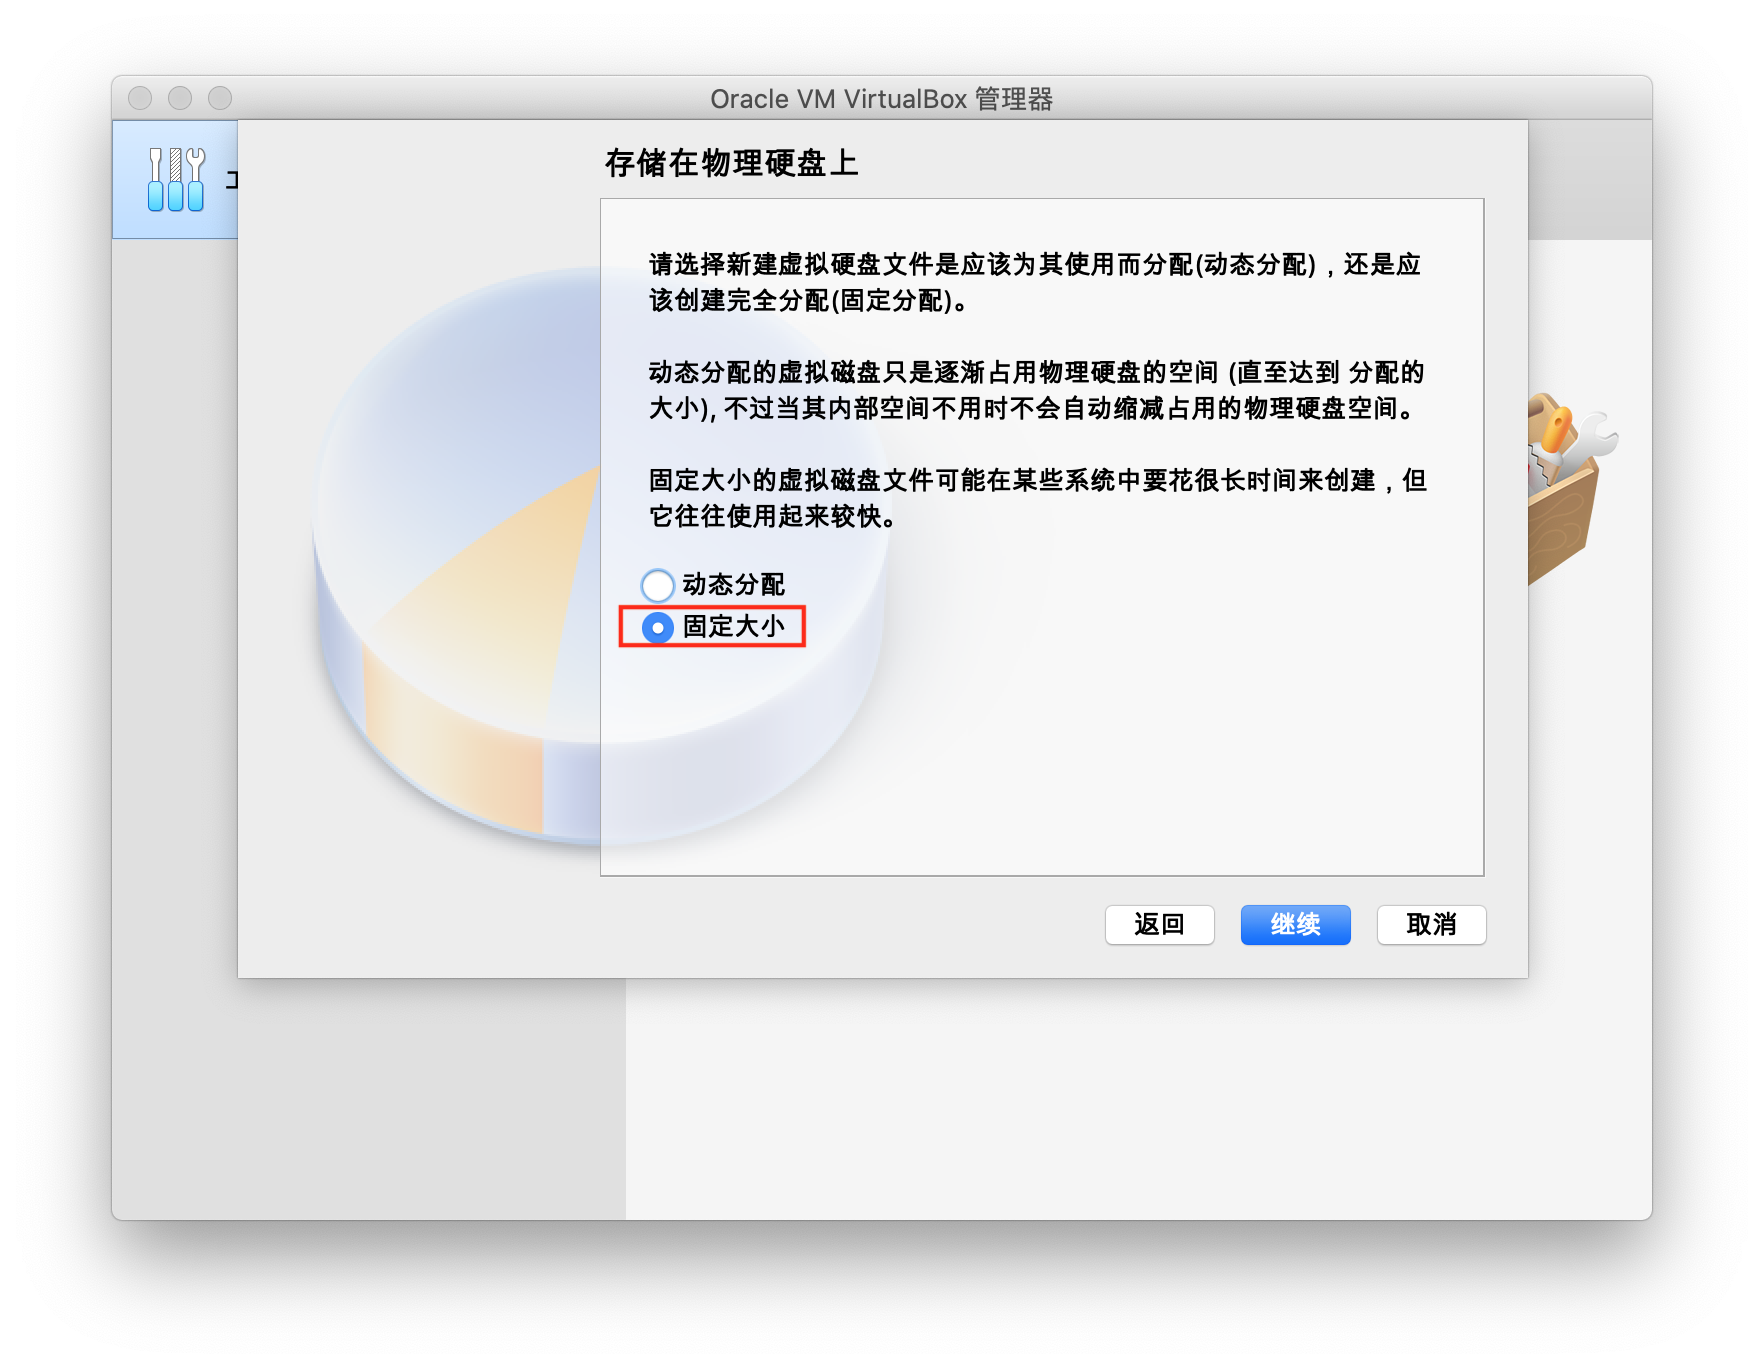 Oracle VM VirtualBox 管理器
存储在物理硬盘上
请选择新建虚拟硬盘文件是应该为其使用而分配(动态分配)，还是应
该创建完全分配(固定分配)。
动态分配的虚拟磁盘只是逐渐占用物理硬盘的空间 (直至达到 分配的
大小), 不过当其内部空间不用时不会自动缩减占用的物理硬盘空间。
固定大小的虚拟磁盘文件可能在某些系统中要花很长时间来创建，但
它往往使用起来较快。
动态分配
固定大小
返回
继续
取消